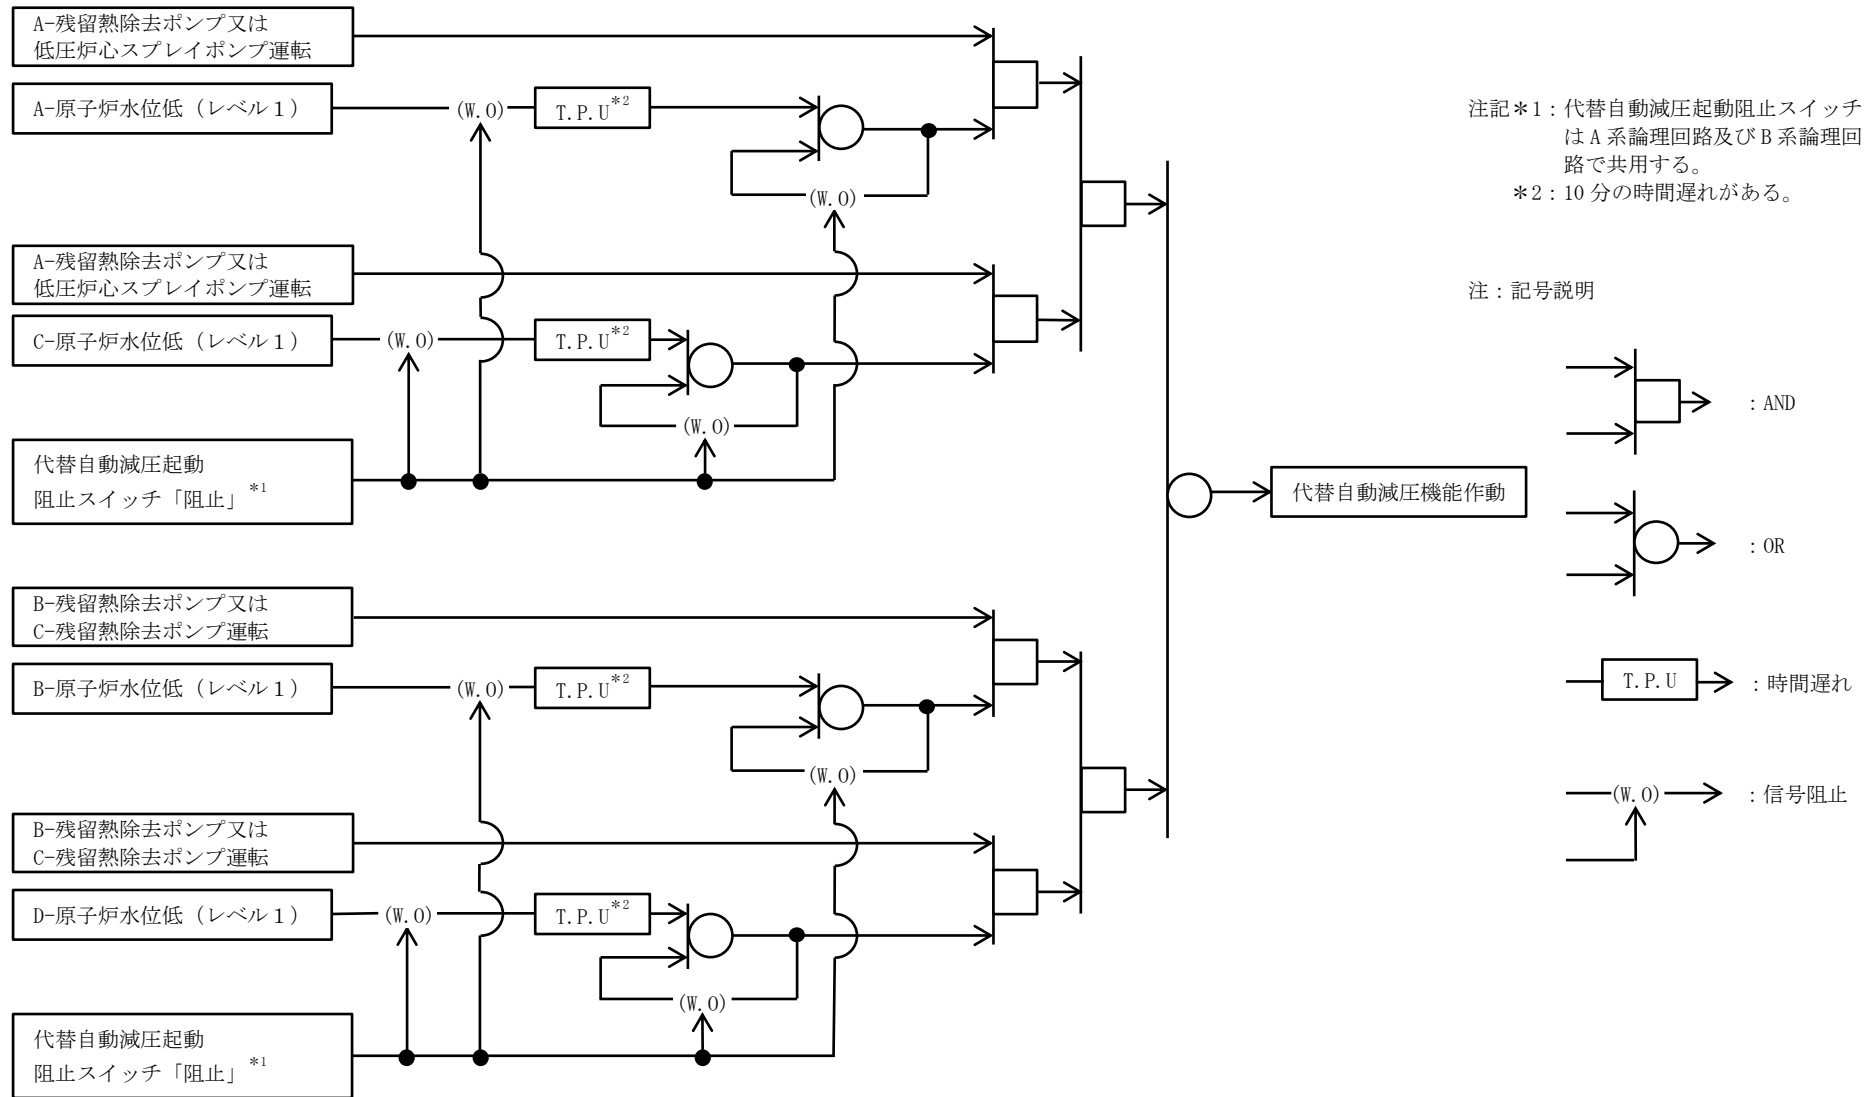 A-残留熱除去ポンプ又は
低圧炉心スプレイポンプ運転
A-原子炉水位低（レベル１）
(W.O)
T.P.U*2
(W.O)
A-残留熱除去ポンプ又は
低圧炉心スプレイポンプ運転
C-原子炉水位低（レベル１）
(W.O)
T.P.U*2
(W.O)
代替自動減圧起動
阻止スイッチ「阻止」*1
代替自動減圧機能作動
B-残留熱除去ポンプ又は
C-残留熱除去ポンプ運転
B-原子炉水位低（レベル１）
(W.O)
T.P.U*2
(W.O)
B-残留熱除去ポンプ又は
C-残留熱除去ポンプ運転
D-原子炉水位低（レベル１）
(W.O)
T.P.U*2
(W.O)
代替自動減圧起動
阻止スイッチ「阻止」*1
注記＊1：代替自動減圧起動阻止スイッチ
は A 系論理回路及び B 系論理回
路で共用する。
＊2：10 分の時間遅れがある。
注：記号説明
：AND
：OR
T.P.U
：時間遅れ
(W.O)
：信号阻止